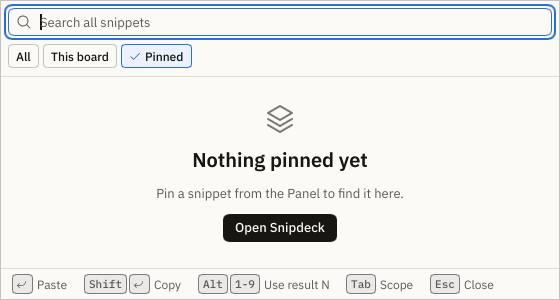 Search all snippets
All This board Pinned
Nothing pinned yet
Pin a snippet from the Panel to find it here.
Open Snipdeck
Paste Shift Copy Alt 1-9 Use result N Tab Scope Esc Close